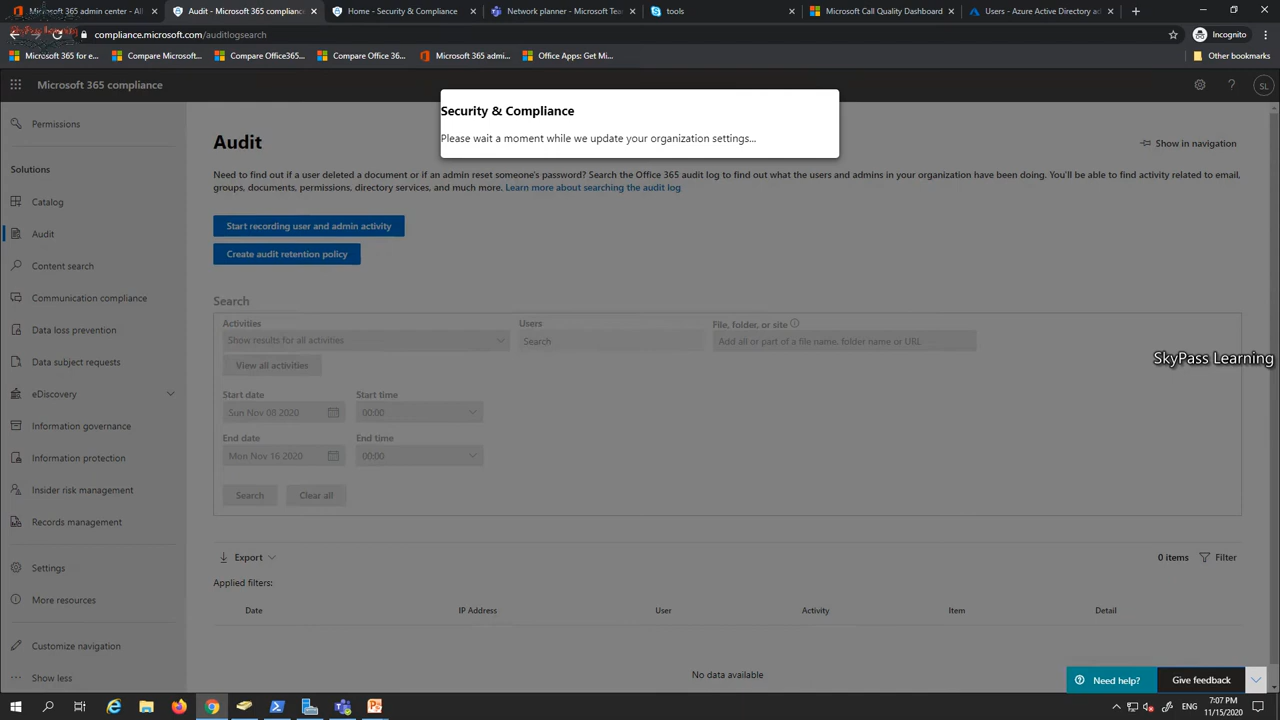 Microsoft 365 admin center - All
Audit - Microsoft 365 compliance
Home - Security & Compliance
Network planner - Microsoft Team
tools
Microsoft Call Quality Dashboard
Users - Azure Active Directory ad
SkyPass Learning
compliance.microsoft.com/auditlogsearch
Incognito
Microsoft 365 for e...
Compare Microsoft...
Compare Office365...
Compare Office 36...
Microsoft 365 admi...
Office Apps: Get Mi...
Other bookmarks
Microsoft 365 compliance
SL
Security & Compliance
Please wait a moment while we update your organization settings...
Permissions
Solutions
Catalog
Audit
Content search
Communication compliance
Data loss prevention
Data subject requests
eDiscovery
Information governance
Information protection
Insider risk management
Records management
Settings
More resources
Customize navigation
Show less
Audit
Show in navigation
Need to find out if a user deleted a document or if an admin reset someone's password? Search the Office 365 audit log to find out what the users and admins in your organization have been doing. You'll be able to find activity related to email,
groups, documents, permissions, directory services, and much more. Learn more about searching the audit log
Start recording user and admin activity
Create audit retention policy
Search
Activities
Users
File, folder, or site
Show results for all activities
Search
Add all or part of a file name, folder name or URL
View all activities
SkyPass Learning
Start date
Start time
Sun Nov 08 2020
00:00
End date
End time
Mon Nov 16 2020
00:00
Search
Clear all
Export
0 items
Filter
Applied filters:
Date
IP Address
User
Activity
Item
Detail
No data available
Need help?
Give feedback
ENG
7:07 PM
11/15/2020